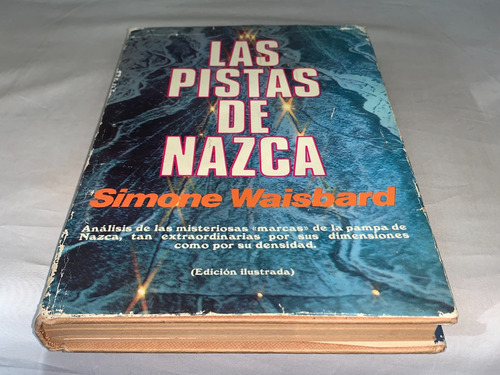 LAS
PISTAS
DE
NAZCA
Simone Waisbard
Análisis de las misteriosas «marcas» de la pampa de
Nazca, tan extraordinarias por sus dimensiones
como por su densidad.
(Edición ilustrada)